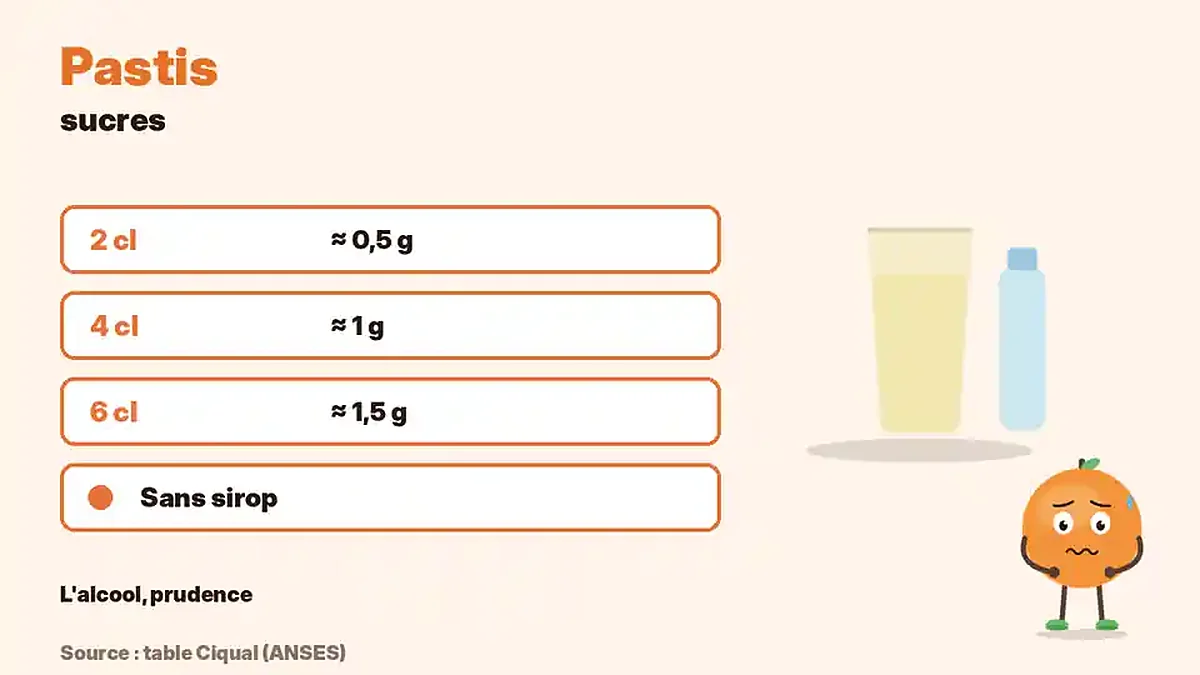 Pastis
sucres
2 cl ≈ 0,5 g
4 cl ≈ 1 g
6 cl ≈ 1,5 g
Sans sirop
L'alcool, prudence
Source : table Ciqual (ANSES)